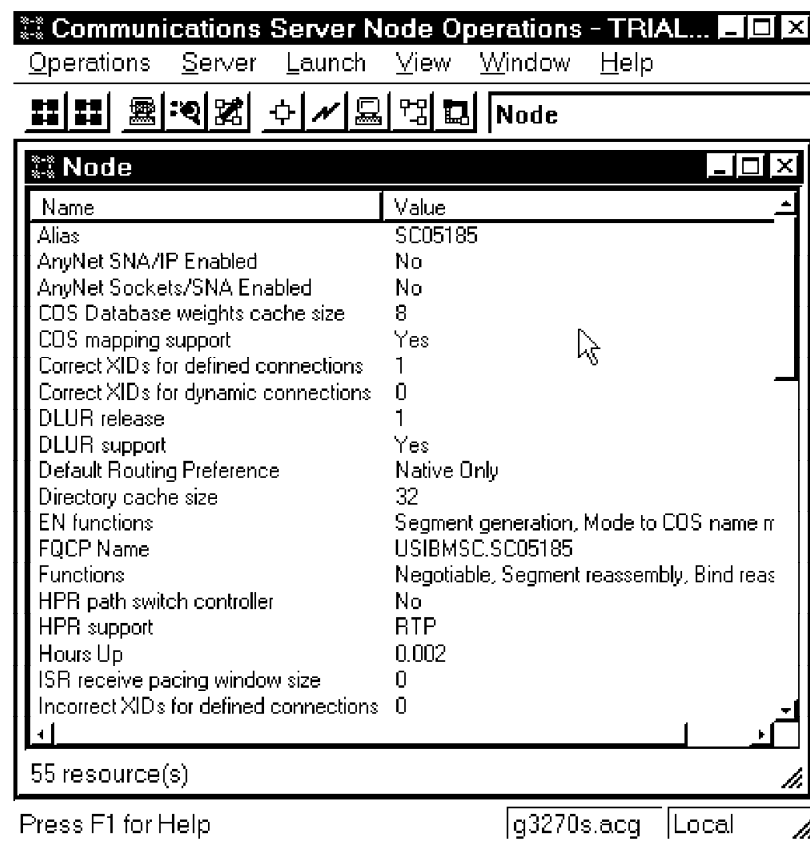 Communications Server Node Operations - TRIAL...
Operations Server Launch View Window Help
Node
Node
Name Value
Alias SC05185
AnyNet SNA/IP Enabled No
AnyNet Sockets/SNA Enabled No
COS Database weights cache size 8
COS mapping support Yes
Correct XIDs for defined connections 1
Correct XIDs for dynamic connections 0
DLUR release 1
DLUR support Yes
Default Routing Preference Native Only
Directory cache size 32
EN functions Segment generation, Mode to COS name m
FQCP Name USIBMSC.SC05185
Functions Negotiable, Segment reassembly, Bind reas
HPR path switch controller No
HPR support RTP
Hours Up 0.002
ISR receive pacing window size 0
Incorrect XIDs for defined connections 0
55 resource(s)
Press F1 for Help g3270s.acg Local